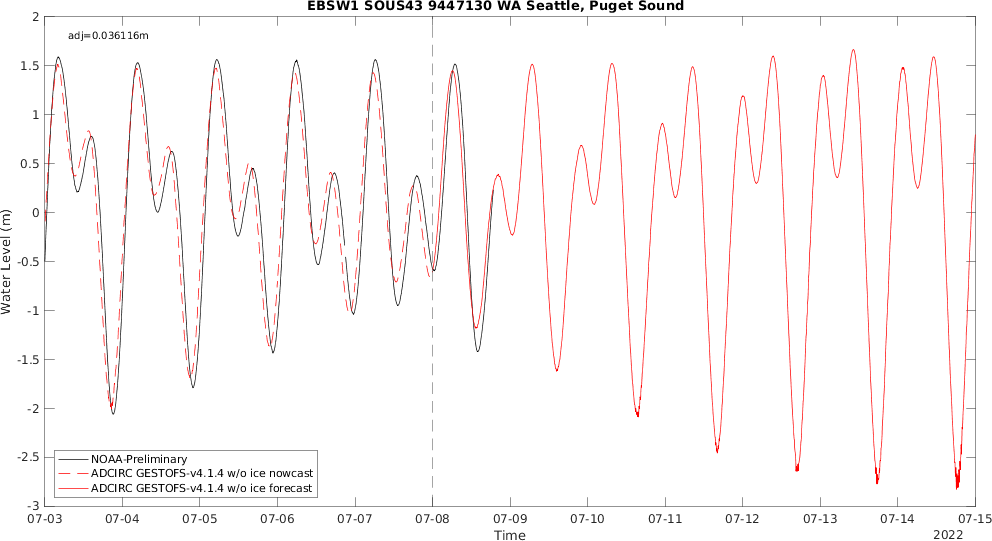 EBSW1 SOUS43 9447130 WA Seattle, Puget Sound
adj=0.036116m
2
1.5
1
0.5
0
-0.5
-1
-1.5
-2
-2.5
-3
Water Level (m)
NOAA-Preliminary
ADCIRC GESTOFS-v4.1.4 w/o ice nowcast
ADCIRC GESTOFS-v4.1.4 w/o ice forecast
07-03 07-04 07-05 07-06 07-07 07-08 07-09 07-10 07-11 07-12 07-13 07-14 07-15
Time
2022